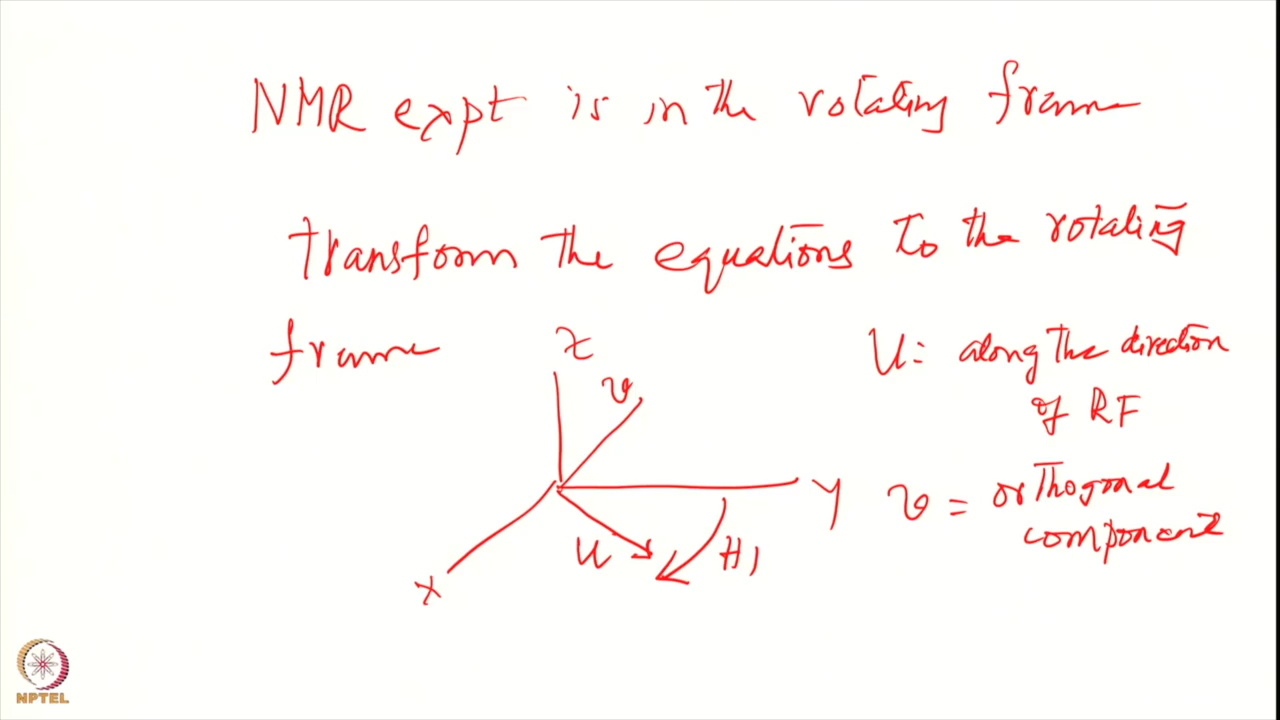 NMR expt is in the rotating frame
transform the equations to the rotating
frame
Z
U = along the direction
of RF
v
Y
v = orthogonal
component
U
H1
X
NPTEL